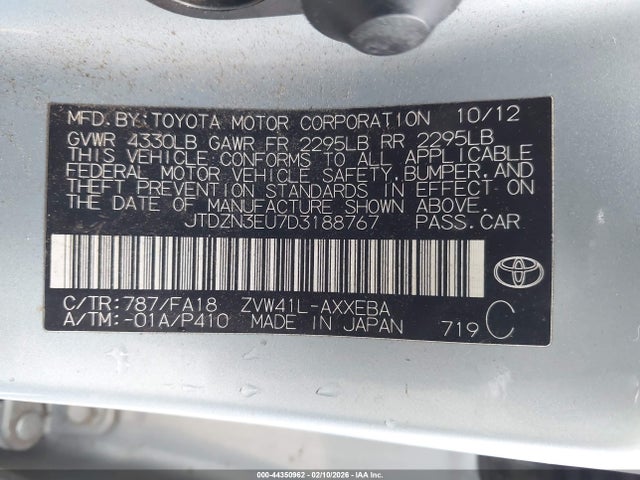 MFD. BY: TOYOTA MOTOR CORPORATION 10/12
GVWR 4330LB GAWR FR 2295LB RR 2295LB
THIS VEHICLE CONFORMS TO ALL APPLICABLE
FEDERAL MOTOR VEHICLE SAFETY, BUMPER, AND
THEFT PREVENTION STANDARDS IN EFFECT ON
THE DATE OF MANUFACTURE SHOWN ABOVE.
JTDZN3EU7D3188767 PASS. CAR
C/TR: 787/FA18 ZVW41L-AXXEBA
A/TM: -01A/P410 MADE IN JAPAN 719 C
000-44350962 - 02/10/2026 - IAA Inc.